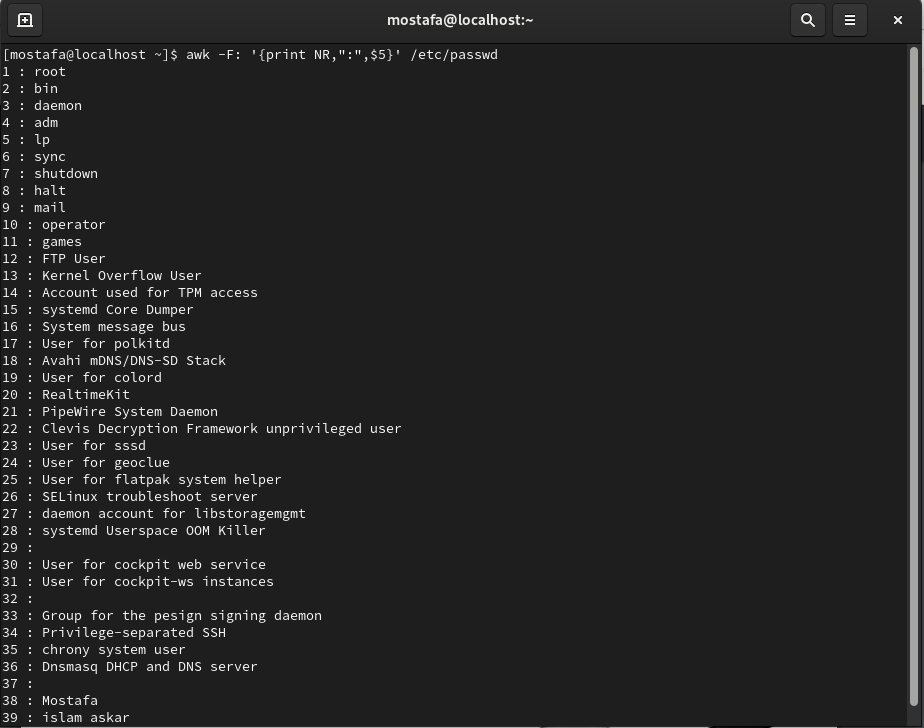 mostafa@localhost:~
[mostafa@localhost ~]$ awk -F: '{print NR,":",$5}' /etc/passwd
1 : root
2 : bin
3 : daemon
4 : adm
5 : lp
6 : sync
7 : shutdown
8 : halt
9 : mail
10 : operator
11 : games
12 : FTP User
13 : Kernel Overflow User
14 : Account used for TPM access
15 : systemd Core Dumper
16 : System message bus
17 : User for polkitd
18 : Avahi mDNS/DNS-SD Stack
19 : User for colord
20 : RealtimeKit
21 : PipeWire System Daemon
22 : Clevis Decryption Framework unprivileged user
23 : User for sssd
24 : User for geoclue
25 : User for flatpak system helper
26 : SELinux troubleshoot server
27 : daemon account for libstoragemgmt
28 : systemd Userspace OOM Killer
29 :
30 : User for cockpit web service
31 : User for cockpit-ws instances
32 :
33 : Group for the pesign signing daemon
34 : Privilege-separated SSH
35 : chrony system user
36 : Dnsmasq DHCP and DNS server
37 :
38 : Mostafa
39 : islam askar